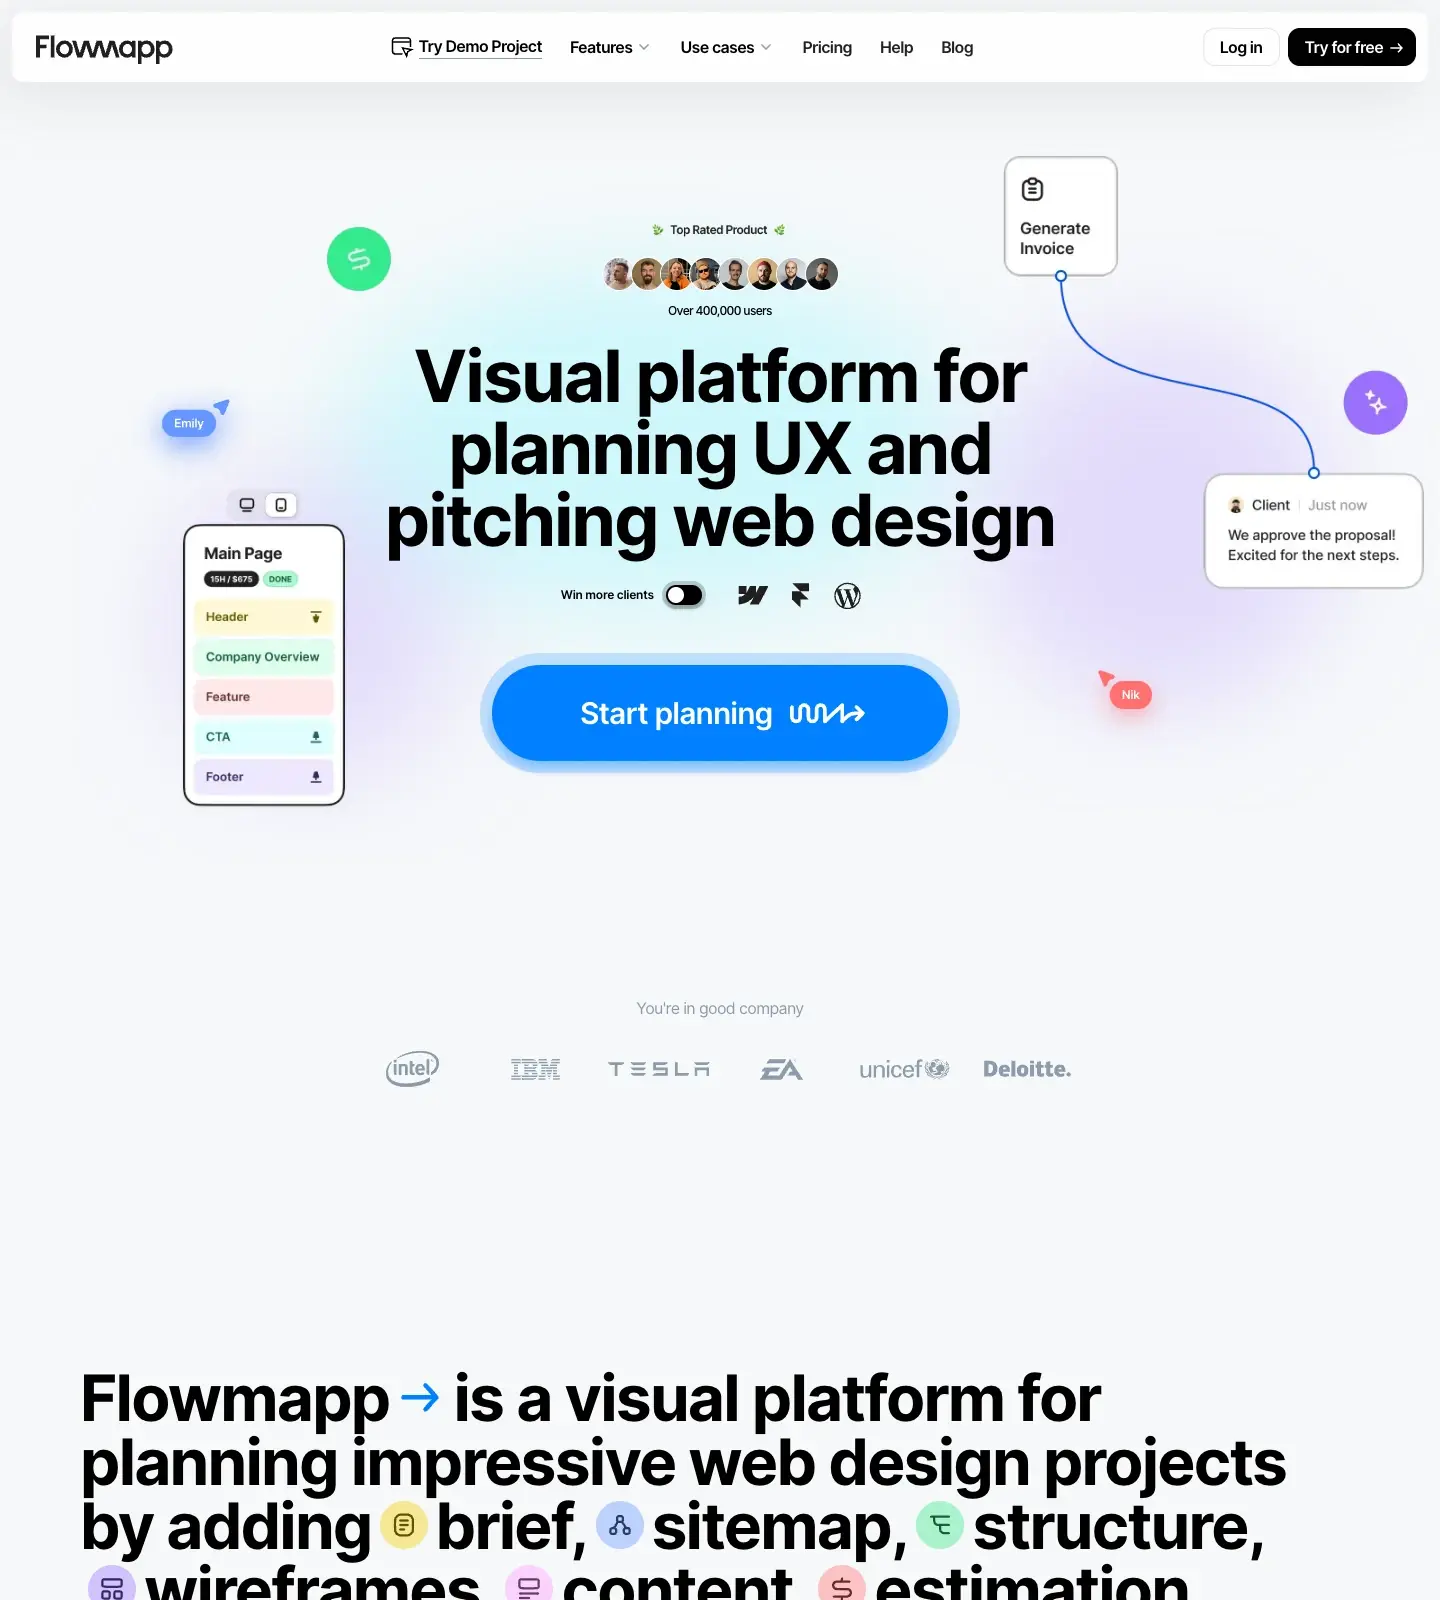 Flowmapp
Try Demo Project
Features
Use cases
Pricing
Help
Blog
Log in
Try for free →
Generate
Invoice
Top Rated Product
Over 400,000 users
Visual platform for
planning UX and
pitching web design
Emily
Client | Just now
We approve the proposal!
Excited for the next steps.
Main Page
15H / $675 DONE
Header
Company Overview
Feature
CTA
Footer
Win more clients
Nik
Start planning
You're in good company
intel
IBM
TESLA
EA
unicef
Deloitte.
Flowmapp → is a visual platform for
planning impressive web design projects
by adding brief, sitemap, structure,
wireframes, content, estimation